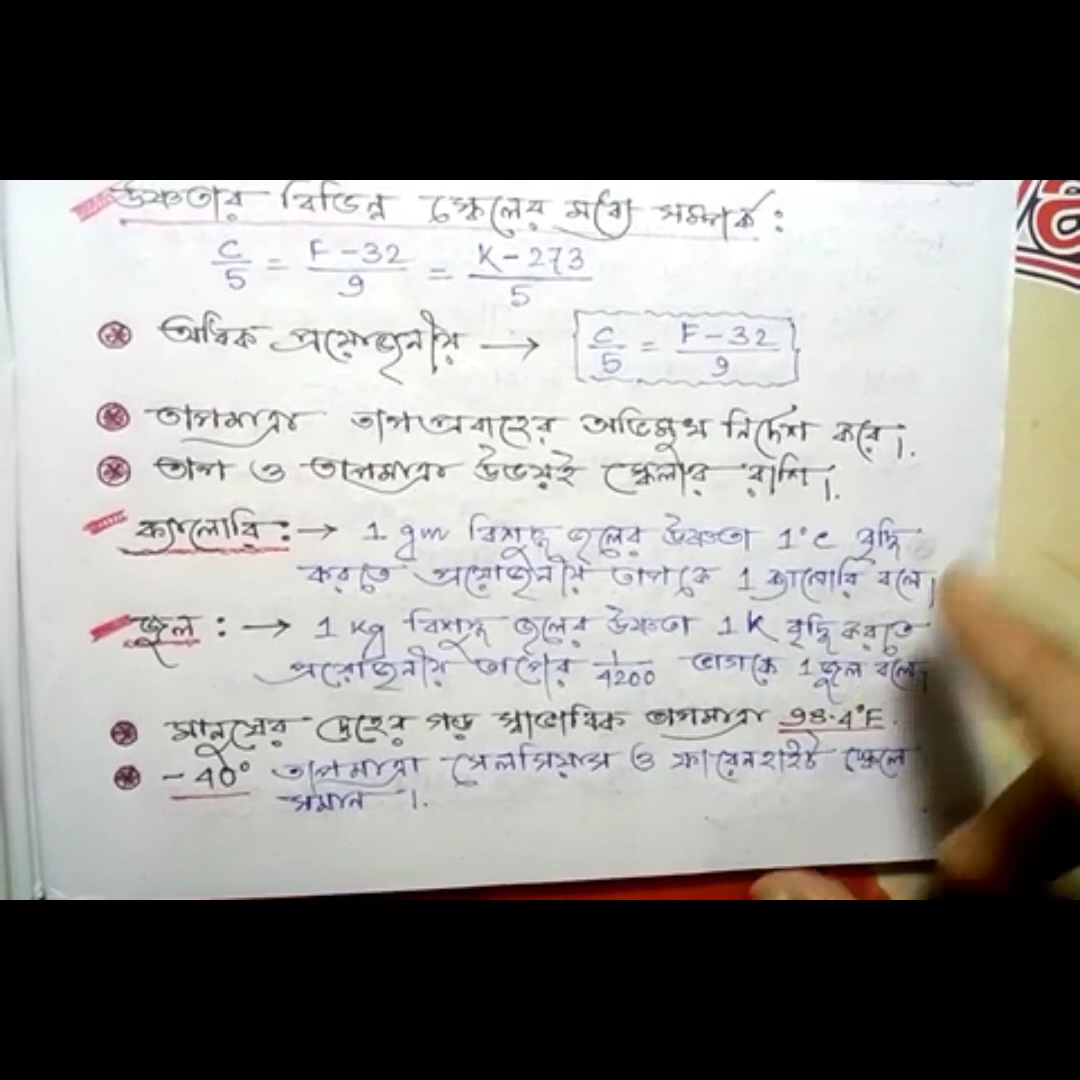 উষ্ণতার বিভিন্ন স্কেলের মধ্যে সম্পর্ক :
C/5 = F-32/9 = K-273/5
অধিক প্রয়োজনীয় → C/5 = F-32/9
তাপমাত্রা তাপপ্রবাহের অভিমুখ নির্দেশ করে।
তাপ ও তাপমাত্রা উভয়ই স্কেলার রাশি।
ক্যালোরি : → 1 gm বিশুদ্ধ জলের উষ্ণতা 1°C বৃদ্ধি
করতে প্রয়োজনীয় তাপকে 1 ক্যালোরি বলে।
জুল : → 1 Kg বিশুদ্ধ জলের উষ্ণতা 1K বৃদ্ধি করতে
প্রয়োজনীয় তাপের 1/4200 ভাগকে 1 জুল বলে।
মানুষের দেহের গড় স্বাভাবিক তাপমাত্রা 98.4°F.
-40° তাপমাত্রা সেলসিয়াস ও ফারেনহাইট স্কেলে
সমান।